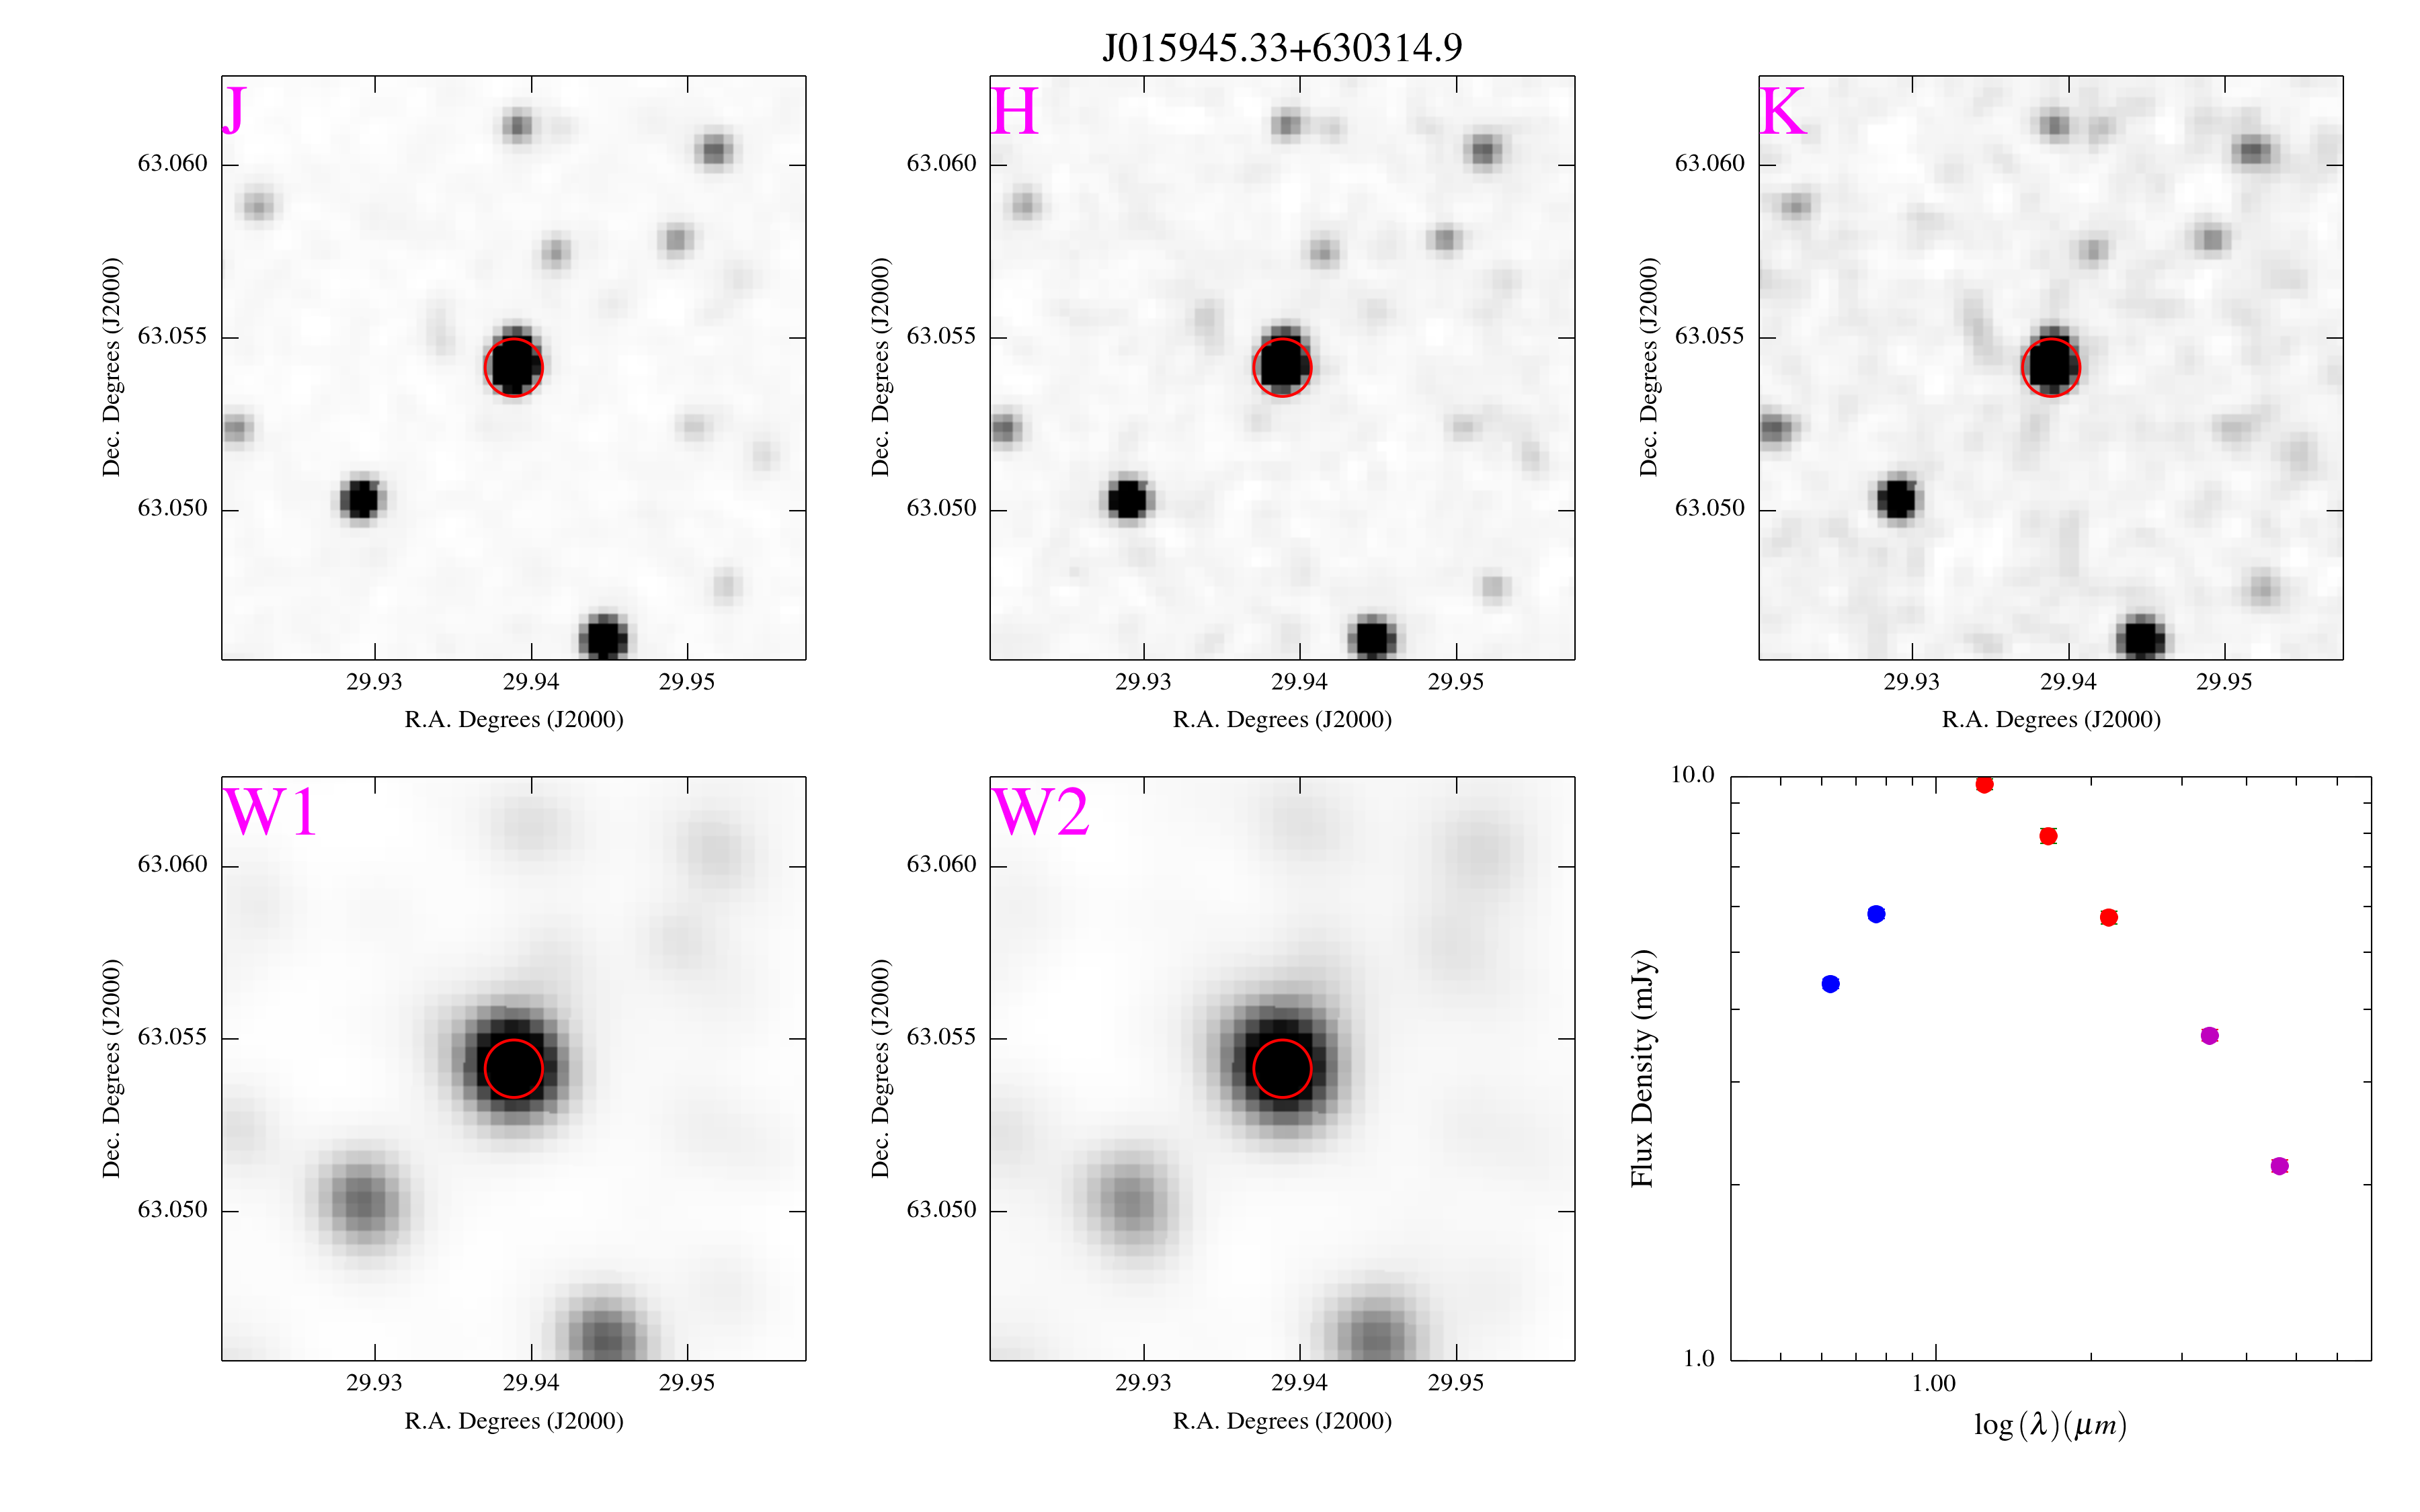 J015945.33+630314.9
J
63.060
63.055
63.050
Dec. Degrees (J2000)
29.93 29.94 29.95
R.A. Degrees (J2000)
H
63.060
63.055
63.050
Dec. Degrees (J2000)
29.93 29.94 29.95
R.A. Degrees (J2000)
K
63.060
63.055
63.050
Dec. Degrees (J2000)
29.93 29.94 29.95
R.A. Degrees (J2000)
W1
63.060
63.055
63.050
Dec. Degrees (J2000)
29.93 29.94 29.95
R.A. Degrees (J2000)
W2
63.060
63.055
63.050
Dec. Degrees (J2000)
29.93 29.94 29.95
R.A. Degrees (J2000)
10.0
1.0
Flux Density (mJy)
1.00
log(λ)(μm)